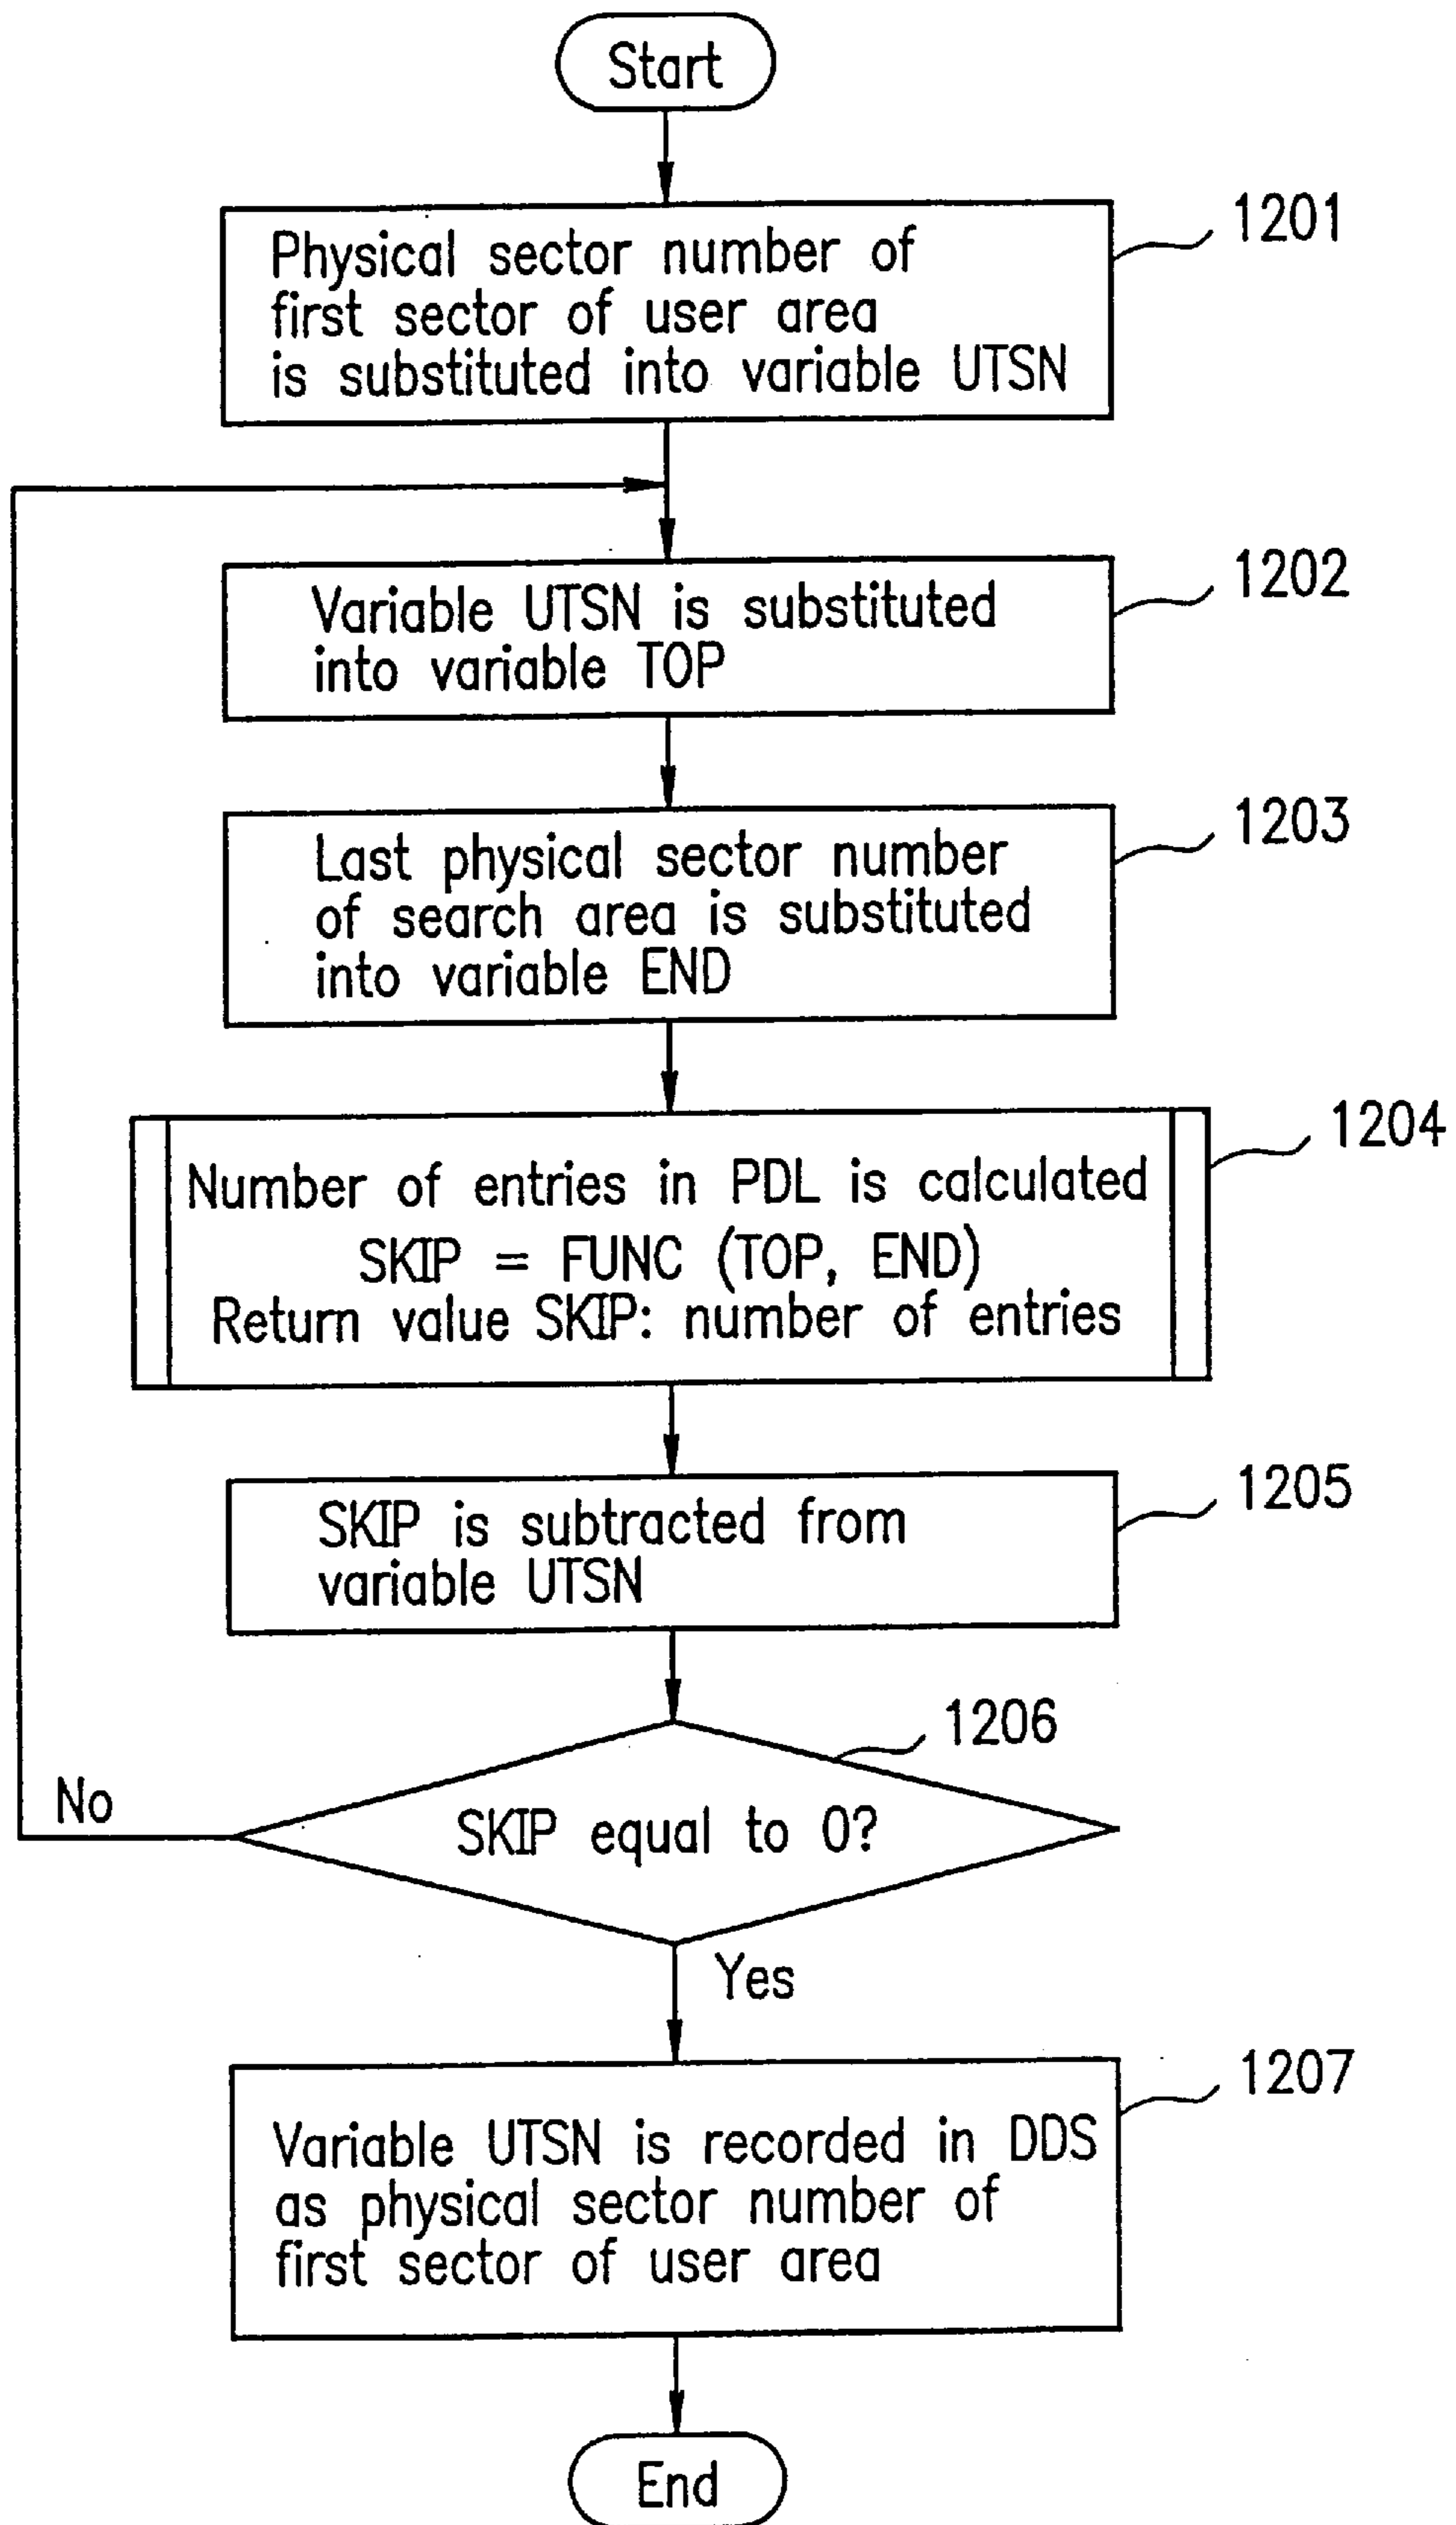 Start
1201
Physical sector number of
first sector of user area
is substituted into variable UTSN
1202
Variable UTSN is substituted
into variable TOP
1203
Last physical sector number
of search area is substituted
into variable END
1204
Number of entries in PDL is calculated
SKIP = FUNC (TOP, END)
Return value SKIP: number of entries
1205
SKIP is subtracted from
variable UTSN
1206
No
SKIP equal to 0?
Yes
1207
Variable UTSN is recorded in DDS
as physical sector number of
first sector of user area
End